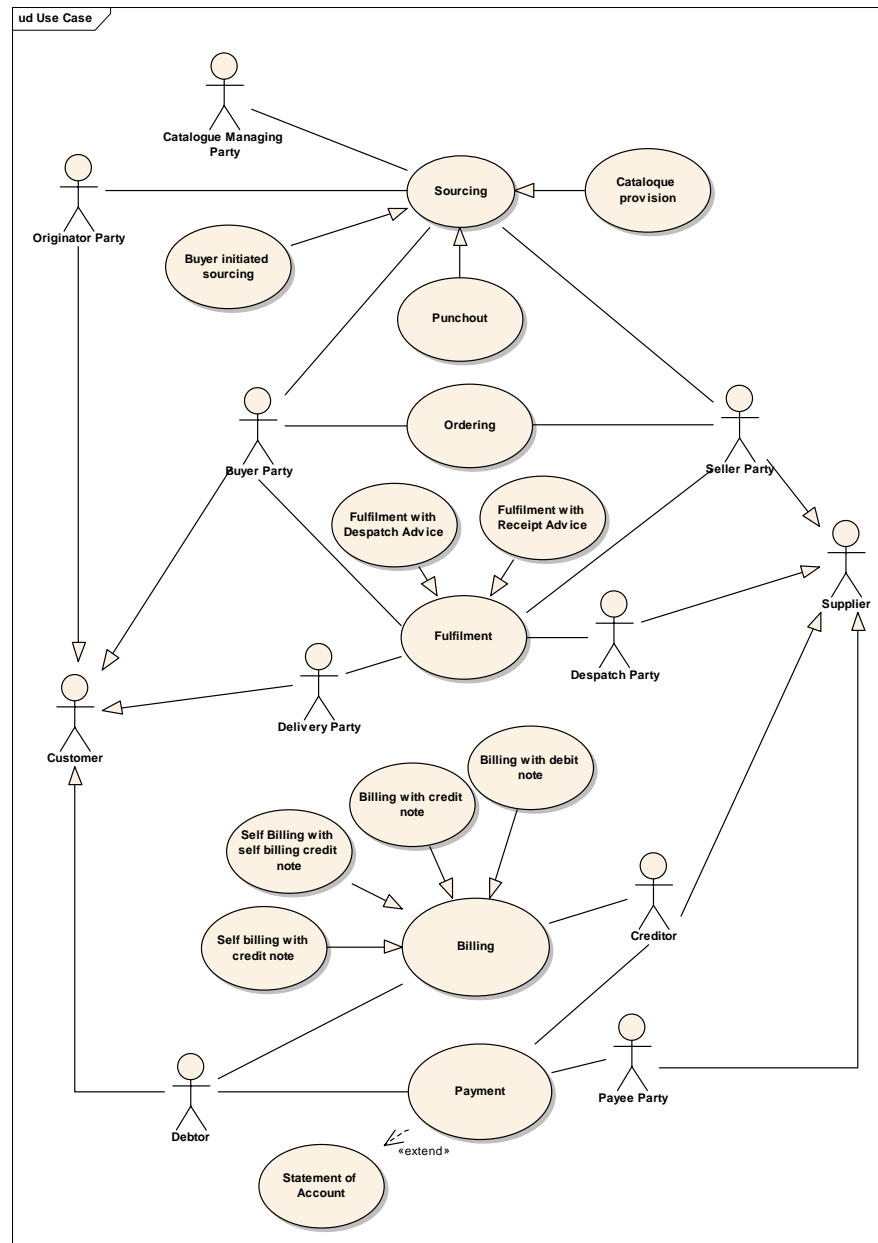 ud Use Case
Catalogue Managing
Party
Sourcing
Cataloque
provision
Originator Party
Buyer initiated
sourcing
Punchout
Ordering
Buyer Party
Seller Party
Fulfilment with
Despatch Advice
Fulfilment with
Receipt Advice
Supplier
Fulfilment
Despatch Party
Delivery Party
Customer
Billing with debit
note
Billing with credit
note
Self Billing with
self billing credit
note
Creditor
Self billing with
credit note
Billing
Payment
Payee Party
Debtor
«extend»
Statement of
Account